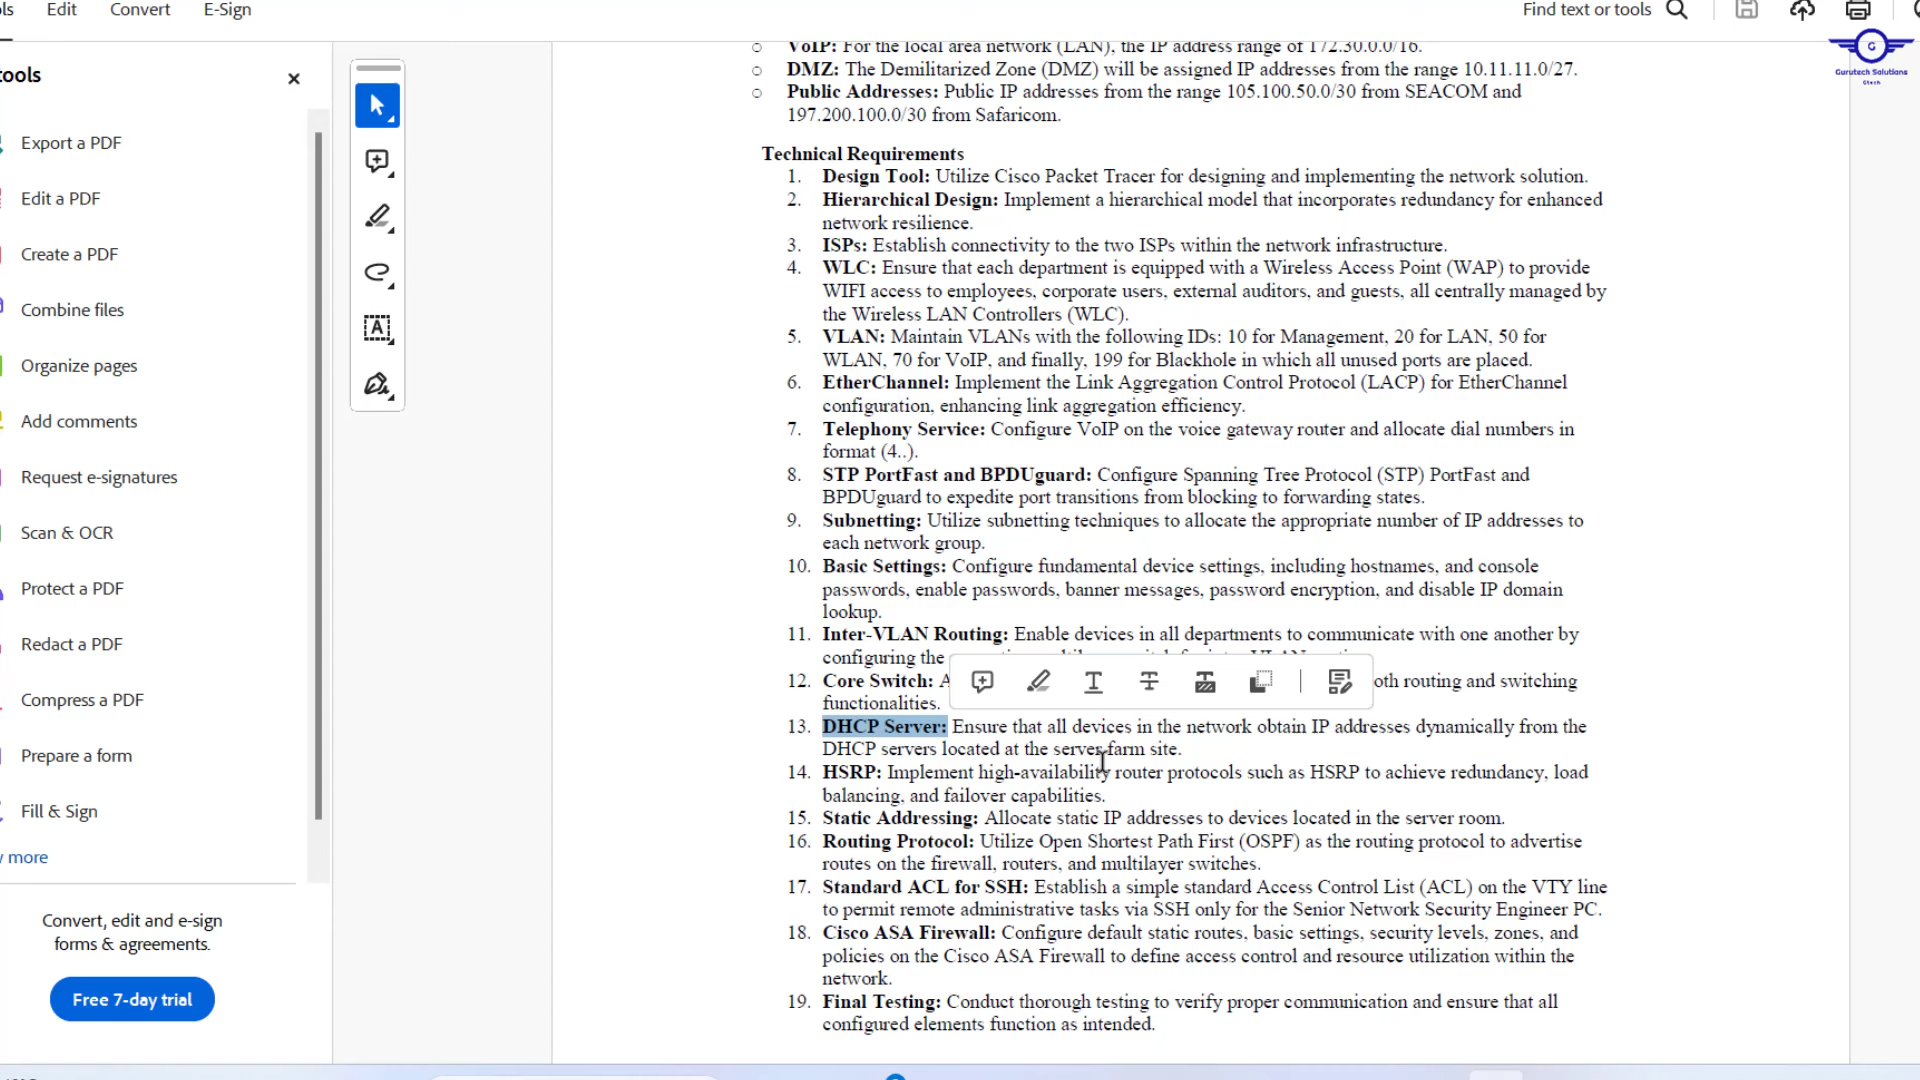 ls Edit Convert E-Sign Find text or tools
G
Gurutech Solutions
Gtech
tools
Export a PDF
Edit a PDF
Create a PDF
Combine files
Organize pages
Add comments
Request e-signatures
Scan & OCR
Protect a PDF
Redact a PDF
Compress a PDF
Prepare a form
Fill & Sign
more
Convert, edit and e-sign
forms & agreements.
Free 7-day trial
A
○ VoIP: For the local area network (LAN), the IP address range of 172.30.0.0/16.
○ DMZ: The Demilitarized Zone (DMZ) will be assigned IP addresses from the range 10.11.11.0/27.
○ Public Addresses: Public IP addresses from the range 105.100.50.0/30 from SEACOM and
197.200.100.0/30 from Safaricom.
Technical Requirements
1. Design Tool: Utilize Cisco Packet Tracer for designing and implementing the network solution.
2. Hierarchical Design: Implement a hierarchical model that incorporates redundancy for enhanced
network resilience.
3. ISPs: Establish connectivity to the two ISPs within the network infrastructure.
4. WLC: Ensure that each department is equipped with a Wireless Access Point (WAP) to provide
WIFI access to employees, corporate users, external auditors, and guests, all centrally managed by
the Wireless LAN Controllers (WLC).
5. VLAN: Maintain VLANs with the following IDs: 10 for Management, 20 for LAN, 50 for
WLAN, 70 for VoIP, and finally, 199 for Blackhole in which all unused ports are placed.
6. EtherChannel: Implement the Link Aggregation Control Protocol (LACP) for EtherChannel
configuration, enhancing link aggregation efficiency.
7. Telephony Service: Configure VoIP on the voice gateway router and allocate dial numbers in
format (4..).
8. STP PortFast and BPDUguard: Configure Spanning Tree Protocol (STP) PortFast and
BPDUguard to expedite port transitions from blocking to forwarding states.
9. Subnetting: Utilize subnetting techniques to allocate the appropriate number of IP addresses to
each network group.
10. Basic Settings: Configure fundamental device settings, including hostnames, and console
passwords, enable passwords, banner messages, password encryption, and disable IP domain
lookup.
11. Inter-VLAN Routing: Enable devices in all departments to communicate with one another by
configuring the
12. Core Switch: A oth routing and switching
functionalities.
13. DHCP Server: Ensure that all devices in the network obtain IP addresses dynamically from the
DHCP servers located at the server farm site.
14. HSRP: Implement high-availability router protocols such as HSRP to achieve redundancy, load
balancing, and failover capabilities.
15. Static Addressing: Allocate static IP addresses to devices located in the server room.
16. Routing Protocol: Utilize Open Shortest Path First (OSPF) as the routing protocol to advertise
routes on the firewall, routers, and multilayer switches.
17. Standard ACL for SSH: Establish a simple standard Access Control List (ACL) on the VTY line
to permit remote administrative tasks via SSH only for the Senior Network Security Engineer PC.
18. Cisco ASA Firewall: Configure default static routes, basic settings, security levels, zones, and
policies on the Cisco ASA Firewall to define access control and resource utilization within the
network.
19. Final Testing: Conduct thorough testing to verify proper communication and ensure that all
configured elements function as intended.